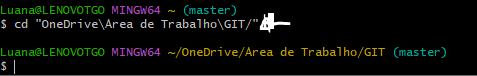 Luana@LENOVOTGO MINGW64 ~ (master)
$ cd "OneDrive\Area de Trabalho\GIT/"
Luana@LENOVOTGO MINGW64 ~/OneDrive/Area de Trabalho/GIT (master)
$